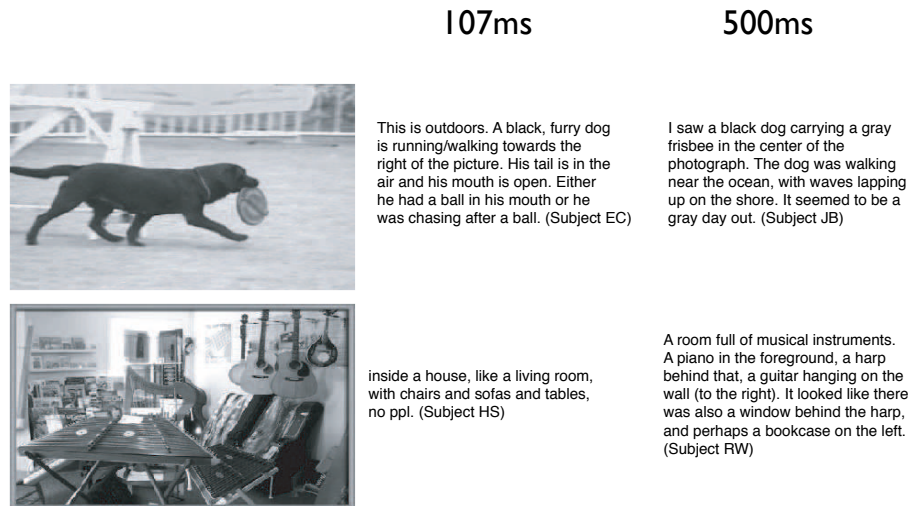 107ms
500ms
This is outdoors. A black, furry dog
is running/walking towards the
right of the picture. His tail is in the
air and his mouth is open. Either
he had a ball in his mouth or he
was chasing after a ball. (Subject EC)
I saw a black dog carrying a gray
frisbee in the center of the
photograph. The dog was walking
near the ocean, with waves lapping
up on the shore. It seemed to be a
gray day out. (Subject JB)
inside a house, like a living room,
with chairs and sofas and tables,
no ppl. (Subject HS)
A room full of musical instruments.
A piano in the foreground, a harp
behind that, a guitar hanging on the
wall (to the right). It looked like there
was also a window behind the harp,
and perhaps a bookcase on the left.
(Subject RW)